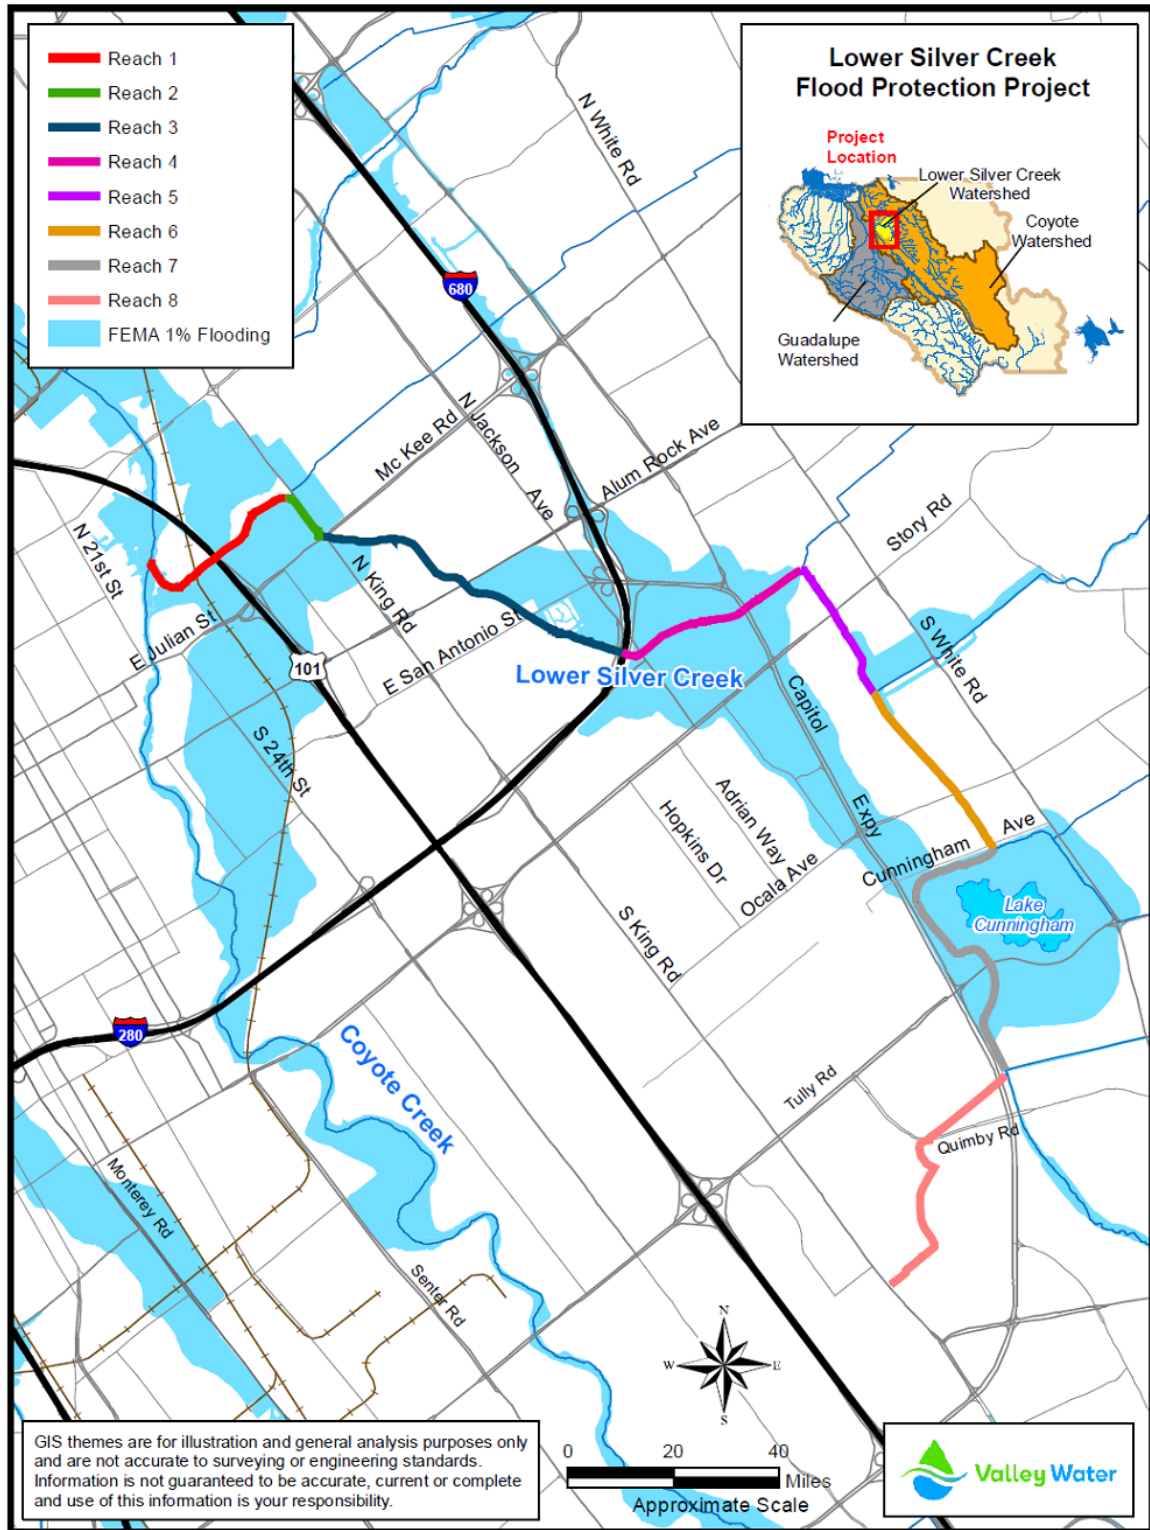 Reach 1
Reach 2
Reach 3
Reach 4
Reach 5
Reach 6
Reach 7
Reach 8
FEMA 1% Flooding
Lower Silver Creek
Flood Protection Project
Project
Location
Lower Silver Creek
Watershed
Coyote
Watershed
Guadalupe
Watershed
N White Rd
680
Mc Kee Rd
N Jackson Ave
Alum Rock Ave
Story Rd
N 21st St
N King Rd
E Julian St
E San Antonio St
S White Rd
101
Lower Silver Creek
Capitol Expy
S 24th St
Adrian Way
Hopkins Dr
Ocala Ave
Cunningham Ave
Lake
Cunningham
S King Rd
280
Coyote Creek
Tully Rd
Quimby Rd
Monterey Rd
Senter Rd
N
W E
S
GIS themes are for illustration and general analysis purposes only
and are not accurate to surveying or engineering standards.
Information is not guaranteed to be accurate, current or complete
and use of this information is your responsibility.
0 20 40
Miles
Approximate Scale
Valley Water